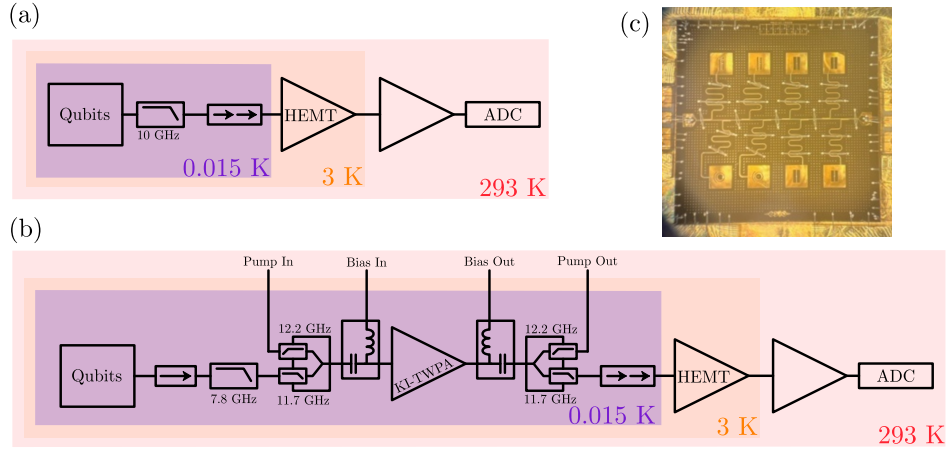 (a)
(c)
Qubits
10 GHz
HEMT
ADC
0.015 K
3 K
293 K
(b)
Pump In
Bias In
Bias Out
Pump Out
12.2 GHz
12.2 GHz
Qubits
7.8 GHz
11.7 GHz
KI-TWPA
11.7 GHz
HEMT
ADC
0.015 K
3 K
293 K